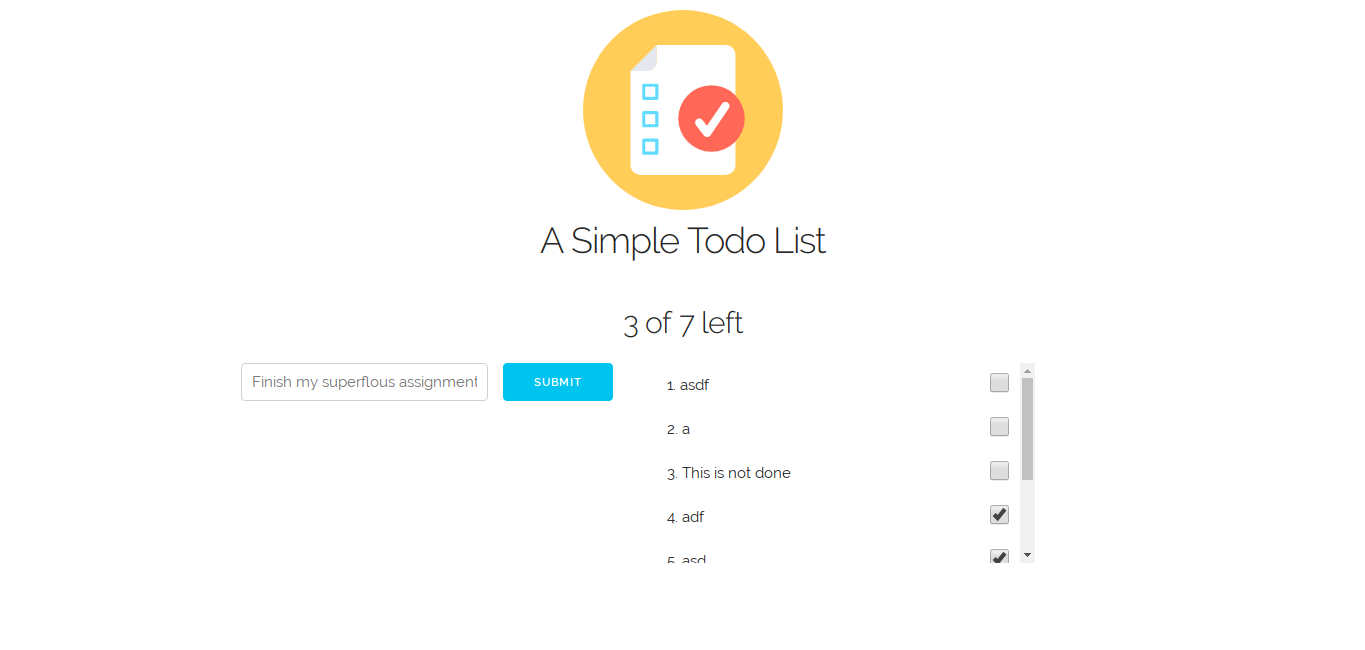 A Simple Todo List
3 of 7 left
Finish my superflous assignment
SUBMIT
1. asdf
2. a
3. This is not done
4. adf
5. asd